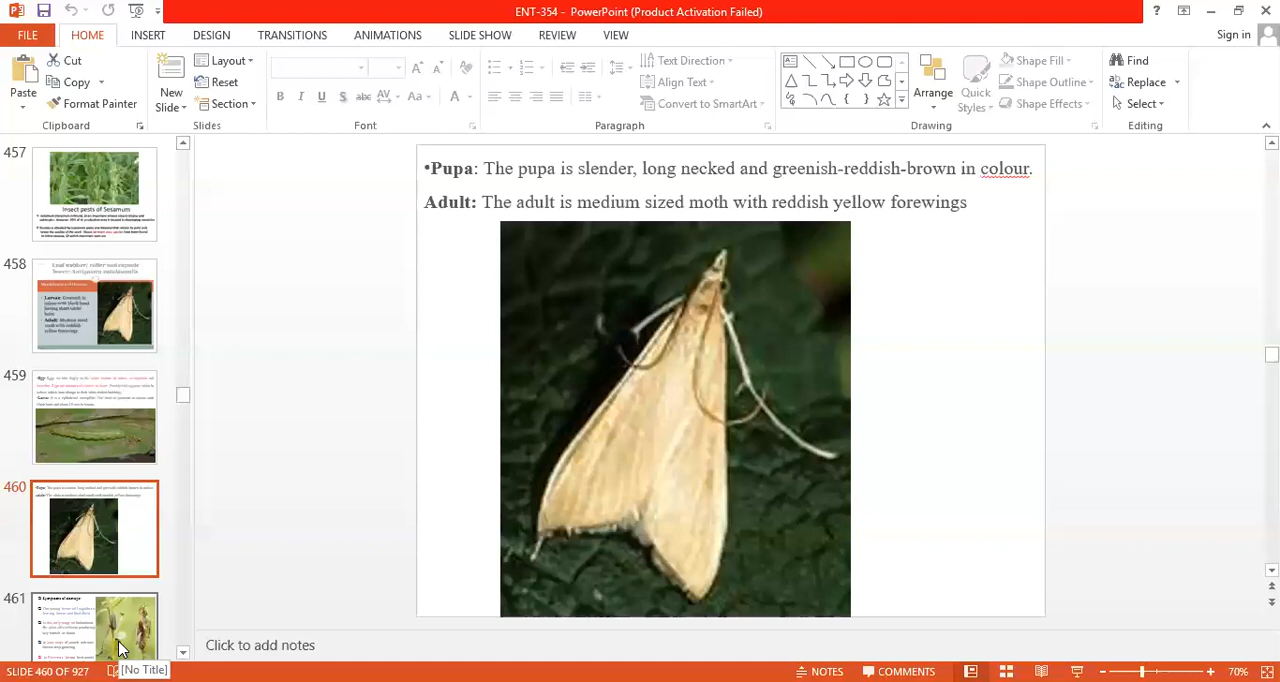 ENT-354 - PowerPoint (Product Activation Failed)
FILE HOME INSERT DESIGN TRANSITIONS ANIMATIONS SLIDE SHOW REVIEW VIEW Sign in
Paste Cut Copy Format Painter
New Slide Layout Reset Section
Text Direction Align Text Convert to SmartArt
Arrange Quick Styles Shape Fill Shape Outline Shape Effects
Find Replace Select
Clipboard Slides Font Paragraph Drawing Editing
457
Insect pests of Sesamum
458
459
460
461
Symptoms of damage
[No Title]
•Pupa: The pupa is slender, long necked and greenish-reddish-brown in colour.
Adult: The adult is medium sized moth with reddish yellow forewings
Click to add notes
SLIDE 460 OF 927 NOTES COMMENTS 70%